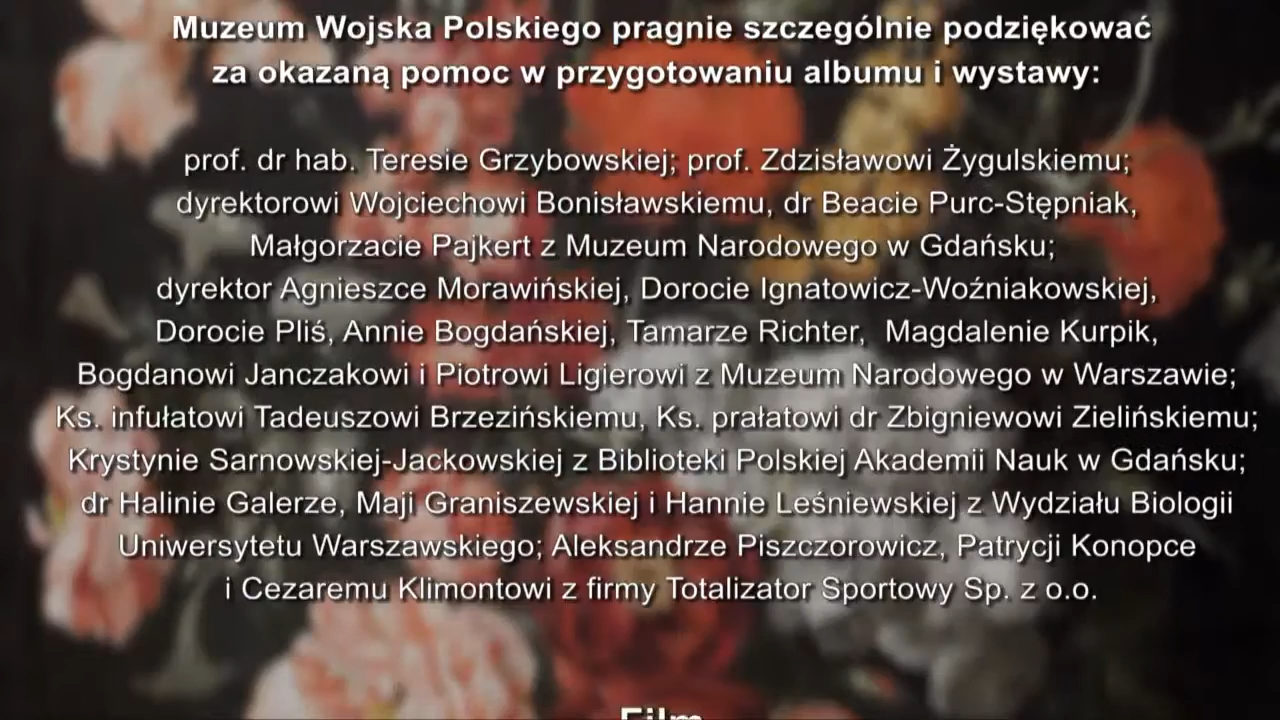 Muzeum Wojska Polskiego pragnie szczególnie podziękować
za okazaną pomoc w przygotowaniu albumu i wystawy:
prof. dr hab. Teresie Grzybowskiej; prof. Zdzisławowi Żygulskiemu;
dyrektorowi Wojciechowi Bonisławskiemu, dr Beacie Purc-Stępniak,
Małgorzacie Pajkert z Muzeum Narodowego w Gdańsku;
dyrektor Agnieszce Morawińskiej, Dorocie Ignatowicz-Woźniakowskiej,
Dorocie Pliś, Annie Bogdańskiej, Tamarze Richter, Magdalenie Kurpik,
Bogdanowi Janczakowi i Piotrowi Ligierowi z Muzeum Narodowego w Warszawie;
Ks. infułatowi Tadeuszowi Brzezińskiemu, Ks. prałatowi dr Zbigniewowi Zielińskiemu;
Krystynie Sarnowskiej-Jackowskiej z Biblioteki Polskiej Akademii Nauk w Gdańsku;
dr Halinie Galerze, Maji Graniszewskiej i Hannie Leśniewskiej z Wydziału Biologii
Uniwersytetu Warszawskiego; Aleksandrze Piszczorowicz, Patrycji Konopce
i Cezaremu Klimontowi z firmy Totalizator Sportowy Sp. z o.o.
Film